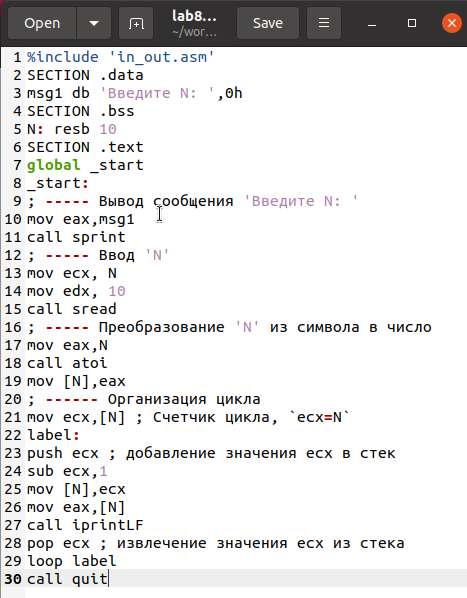 Open
lab8...
~/wor...
Save
1 %include 'in_out.asm'
2 SECTION .data
3 msg1 db 'Введите N: ',0h
4 SECTION .bss
5 N: resb 10
6 SECTION .text
7 global _start
8 _start:
9 ; ----- Вывод сообщения 'Введите N: '
10 mov eax,msg1
11 call sprint
12 ; ----- Ввод 'N'
13 mov ecx, N
14 mov edx, 10
15 call sread
16 ; ----- Преобразование 'N' из символа в число
17 mov eax,N
18 call atoi
19 mov [N],eax
20 ; ------ Организация цикла
21 mov ecx,[N] ; Счетчик цикла, `ecx=N`
22 label:
23 push ecx ; добавление значения ecx в стек
24 sub ecx,1
25 mov [N],ecx
26 mov eax,[N]
27 call iprintLF
28 pop ecx ; извлечение значения ecx из стека
29 loop label
30 call quit